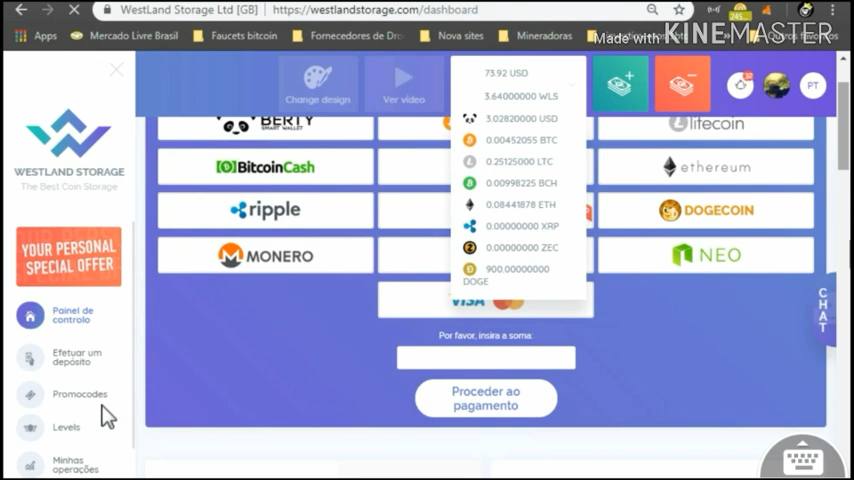 WestLand Storage Ltd [GB]
https://westlandstorage.com/dashboard
Apps
Mercado Livre Brasil
Faucets bitcoin
Fornecedores de Dro
Nova sites
Mineradoras
Made with KINEMASTER
Outros favoritos
Change design
Ver vídeo
73.92 USD
3.64000000 WLS
3.02820000 USD
0.00452055 BTC
0.25125000 LTC
0.00998225 BCH
0.08441878 ETH
0.00000000 XRP
0.00000000 ZEC
900.00000000
DOGE
PT
WESTLAND STORAGE
The Best Coin Storage
YOUR PERSONAL
SPECIAL OFFER
Painel de
controlo
Efetuar um
depósito
Promocodes
Levels
Minhas
operações
BERTY
SMART WALLET
litecoin
BitcoinCash
ethereum
ripple
DOGECOIN
MONERO
NEO
VISA
Por favor, insira a soma:
Proceder ao
pagamento
CHAT